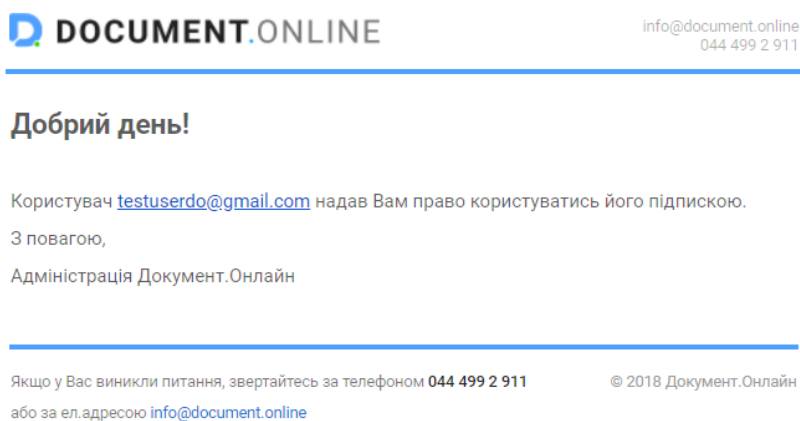 DOCUMENT.ONLINE
info@document.online
044 499 2 911
Добрий день!
Користувач testuserdo@gmail.com надав Вам право користуватись його підпискою.
З повагою,
Адміністрація Документ.Онлайн
Якщо у Вас виникли питання, звертайтесь за телефоном 044 499 2 911
або за ел.адресою info@document.online
© 2018 Документ.Онлайн